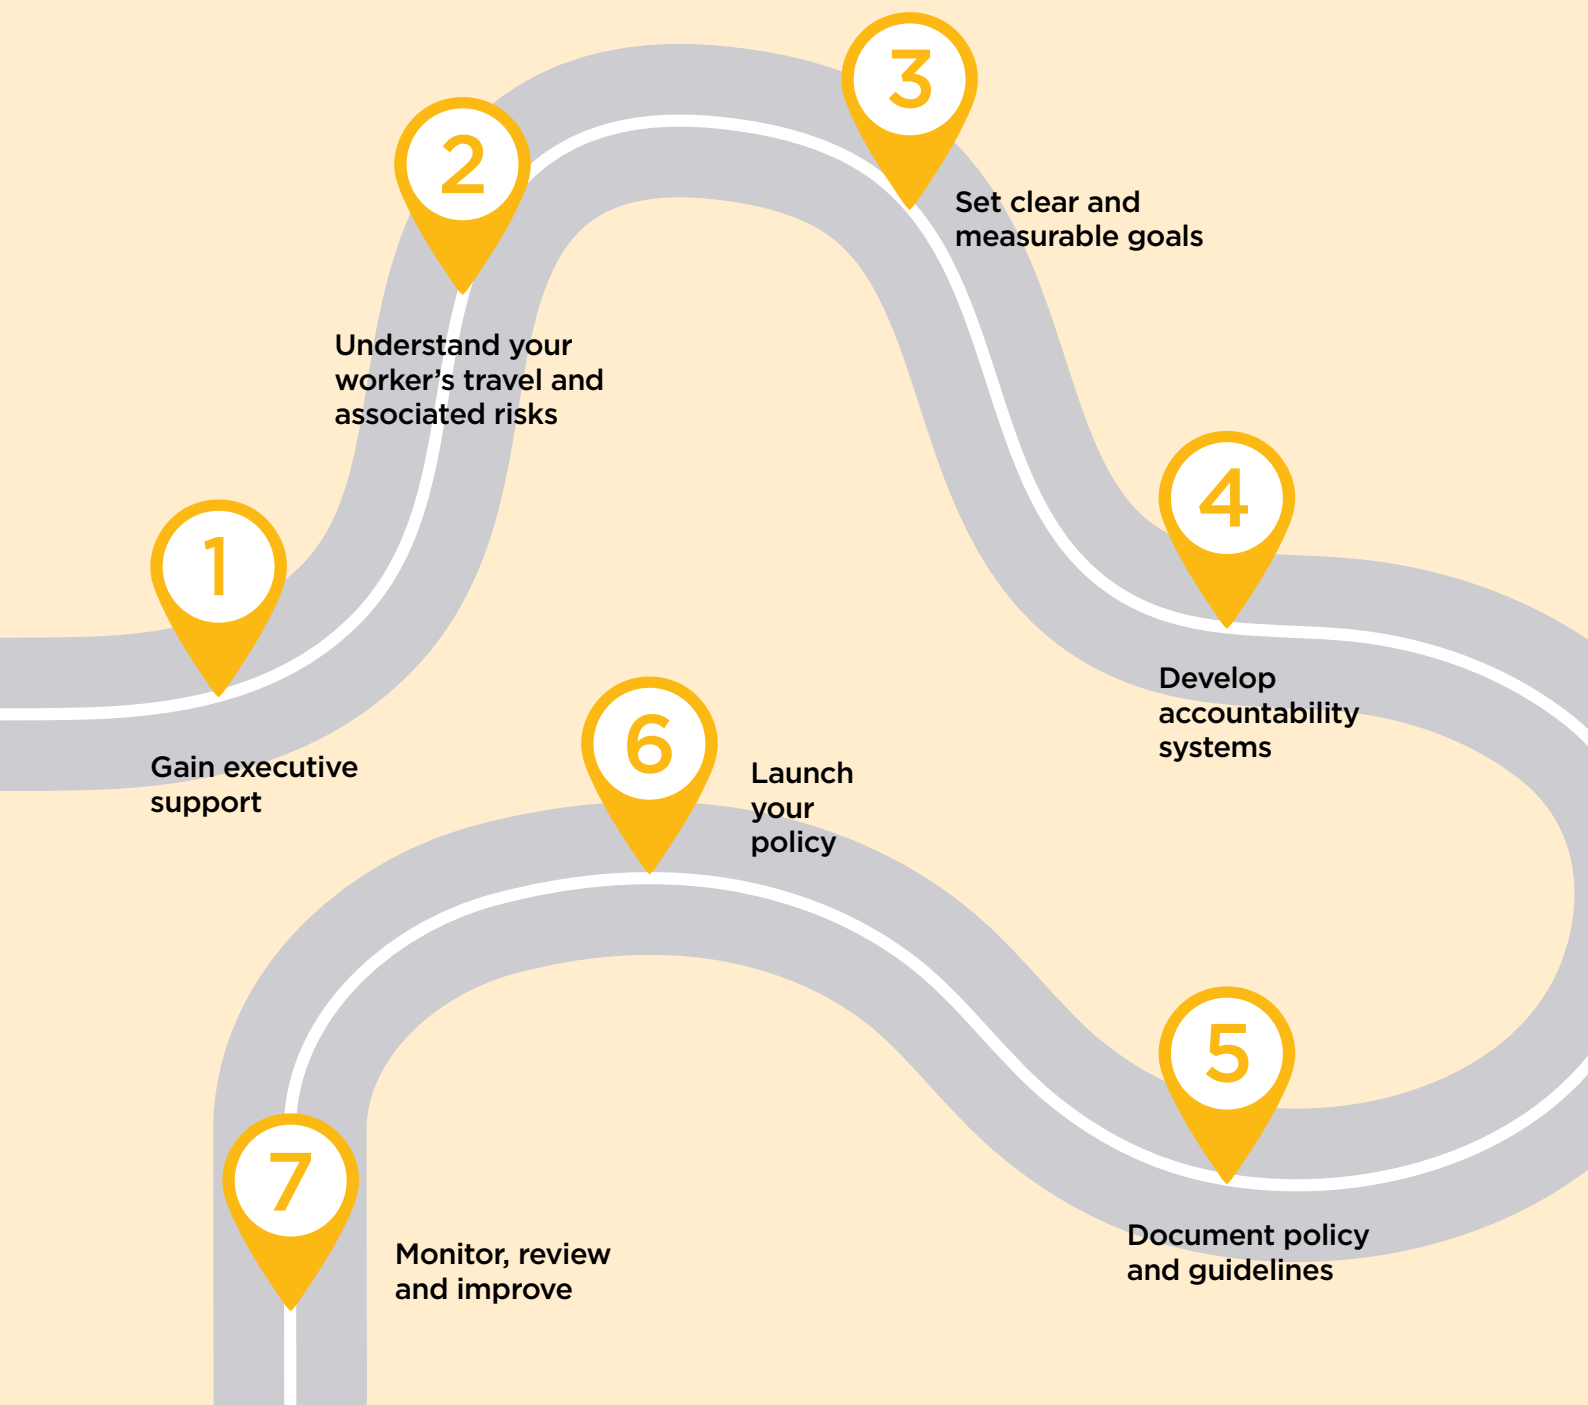 1
Gain executive
support
2
Understand your
worker’s travel and
associated risks
3
Set clear and
measurable goals
4
Develop
accountability
systems
5
Document policy
and guidelines
6
Launch
your
policy
7
Monitor, review
and improve